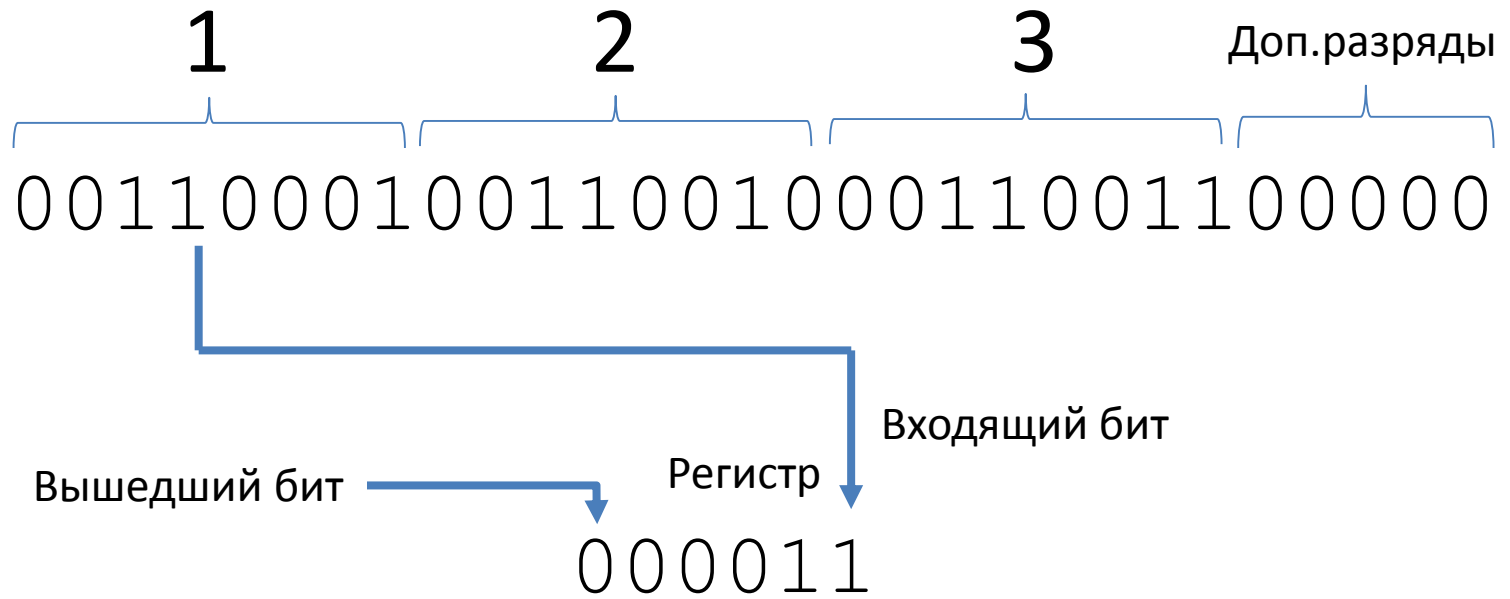 1 2 3 Доп.разряды
00110001001100100011001100000
Входящий бит
Регистр
Вышедший бит
000011